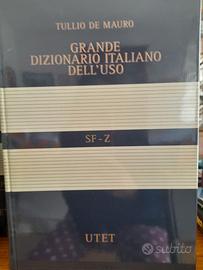 TULLIO DE MAURO
GRANDE
DIZIONARIO ITALIANO
DELL'USO
SF - Z
UTET
subito